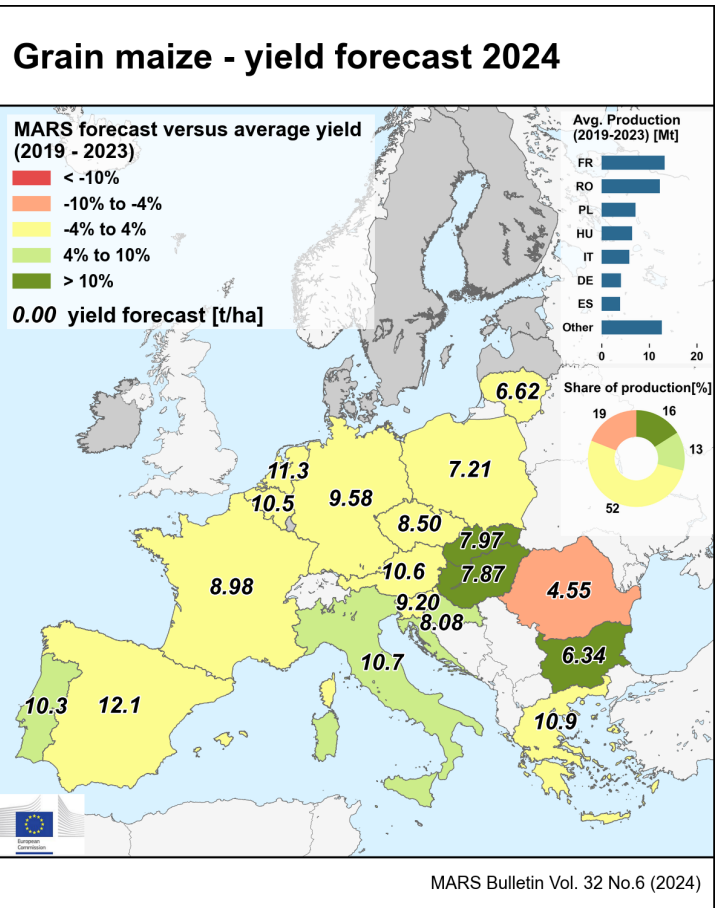 Grain maize - yield forecast 2024
MARS forecast versus average yield
(2019 - 2023)
< -10%
-10% to -4%
-4% to 4%
4% to 10%
> 10%
0.00 yield forecast [t/ha]
Avg. Production
(2019-2023) [Mt]
FR
RO
PL
HU
IT
DE
ES
Other
0 10 20
Share of production[%]
19 16
13
52
6.62
11.3
7.21
10.5
9.58
8.50
7.97
7.87
10.6
8.98
4.55
9.20
8.08
6.34
10.7
10.3
12.1
10.9
European
Commission
MARS Bulletin Vol. 32 No.6 (2024)